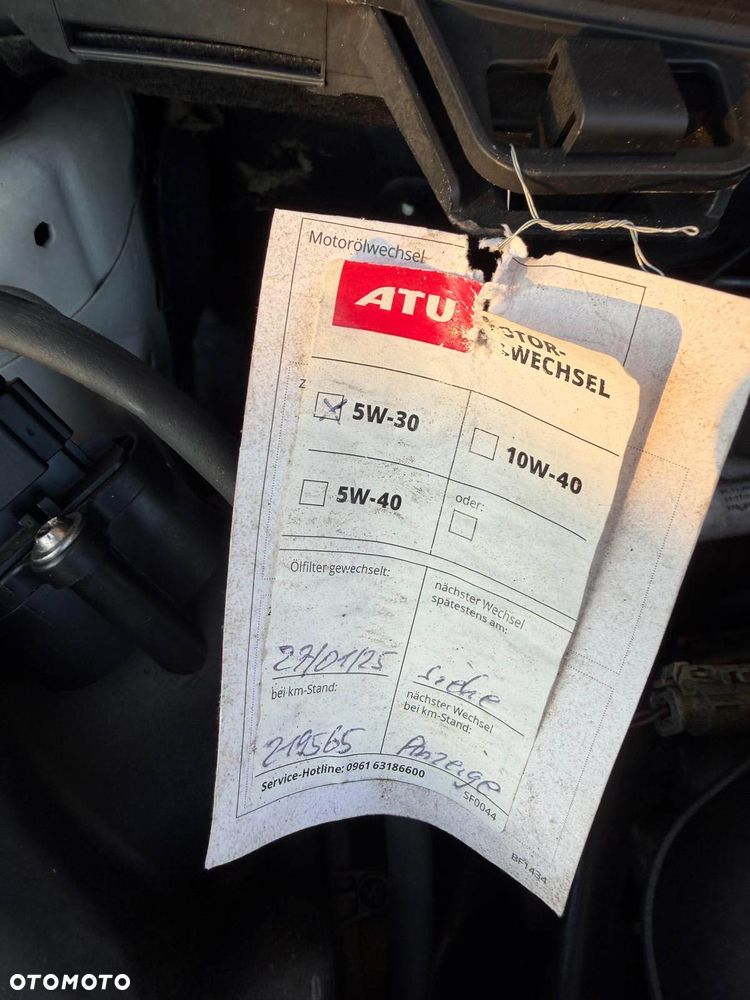 Motorölwechsel
ATU
WECHSEL
5W-30
10W-40
5W-40
oder:
Ölfilter gewechselt:
nächster Wechsel
spätestens am:
27/01/25
siehe
bei km-Stand:
nächster Wechsel
bei km-Stand:
219565
Anzeige
Service-Hotline: 0961 63186600
SF0044
BF1434
OTOMOTO